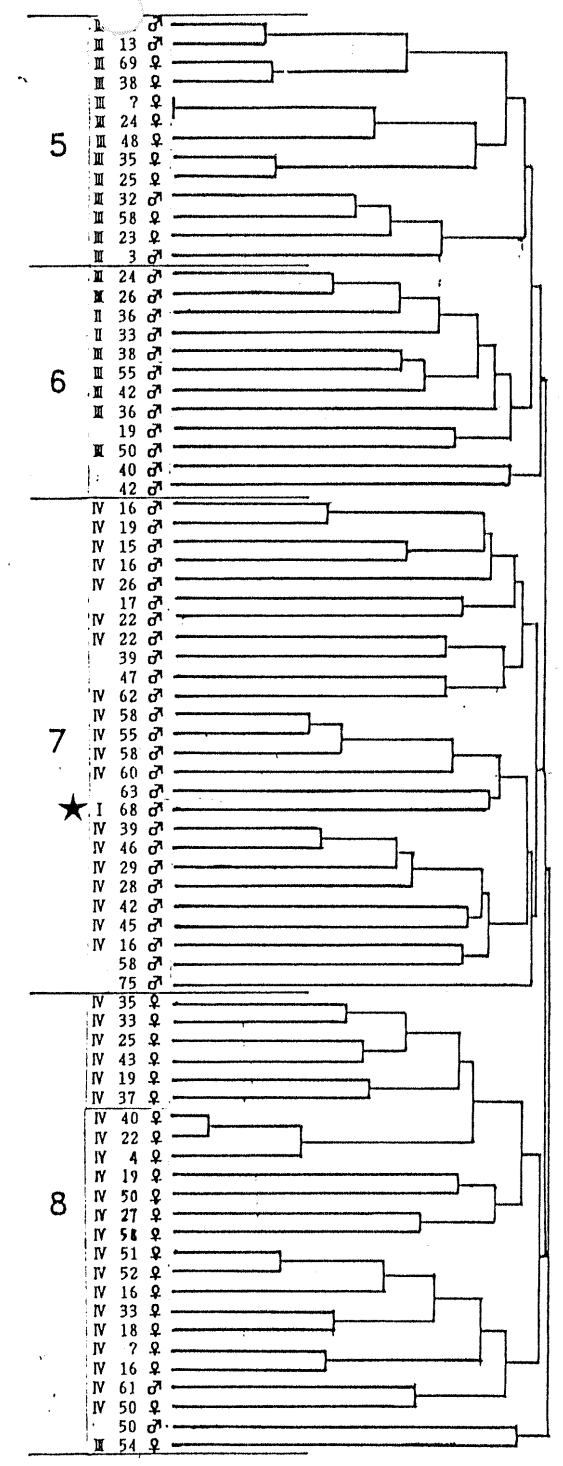 Ⅱ ♂
Ⅲ 13 ♂
Ⅲ 69 ♀
Ⅲ 38 ♀
Ⅲ ? ♀
Ⅲ 24 ♀
5
Ⅲ 48 ♀
Ⅲ 35 ♀
Ⅲ 25 ♀
Ⅲ 32 ♂
Ⅲ 58 ♀
Ⅲ 23 ♀
Ⅲ 3 ♂
Ⅲ 24 ♂
Ⅲ 26 ♂
Ⅱ 36 ♂
Ⅱ 33 ♂
Ⅲ 38 ♂
6
Ⅲ 55 ♂
Ⅲ 42 ♂
Ⅲ 36 ♂
19 ♂
Ⅲ 50 ♂
40 ♂
42 ♂
Ⅳ 16 ♂
Ⅳ 19 ♂
Ⅳ 15 ♂
Ⅳ 16 ♂
Ⅳ 26 ♂
17 ♂
Ⅳ 22 ♂
Ⅳ 22 ♂
39 ♂
47 ♂
Ⅳ 62 ♂
Ⅳ 58 ♂
7
Ⅳ 55 ♂
Ⅳ 58 ♂
Ⅳ 60 ♂
63 ♂
★ Ⅰ 68 ♂
Ⅳ 39 ♂
Ⅳ 46 ♂
Ⅳ 29 ♂
Ⅳ 28 ♂
Ⅳ 42 ♂
Ⅳ 45 ♂
Ⅳ 16 ♂
58 ♂
75 ♂
Ⅳ 35 ♀
Ⅳ 33 ♀
Ⅳ 25 ♀
Ⅳ 43 ♀
Ⅳ 19 ♀
Ⅳ 37 ♀
Ⅳ 40 ♀
Ⅳ 22 ♀
Ⅳ 4 ♀
Ⅳ 19 ♀
8
Ⅳ 50 ♀
Ⅳ 27 ♀
Ⅳ ♀
Ⅳ 51 ♀
Ⅳ 52 ♀
Ⅳ 16 ♀
Ⅳ 33 ♀
Ⅳ 18 ♀
Ⅳ ? ♀
Ⅳ 16 ♀
Ⅳ 61 ♂
Ⅳ 50 ♀
50 ♂
Ⅲ 54 ♀